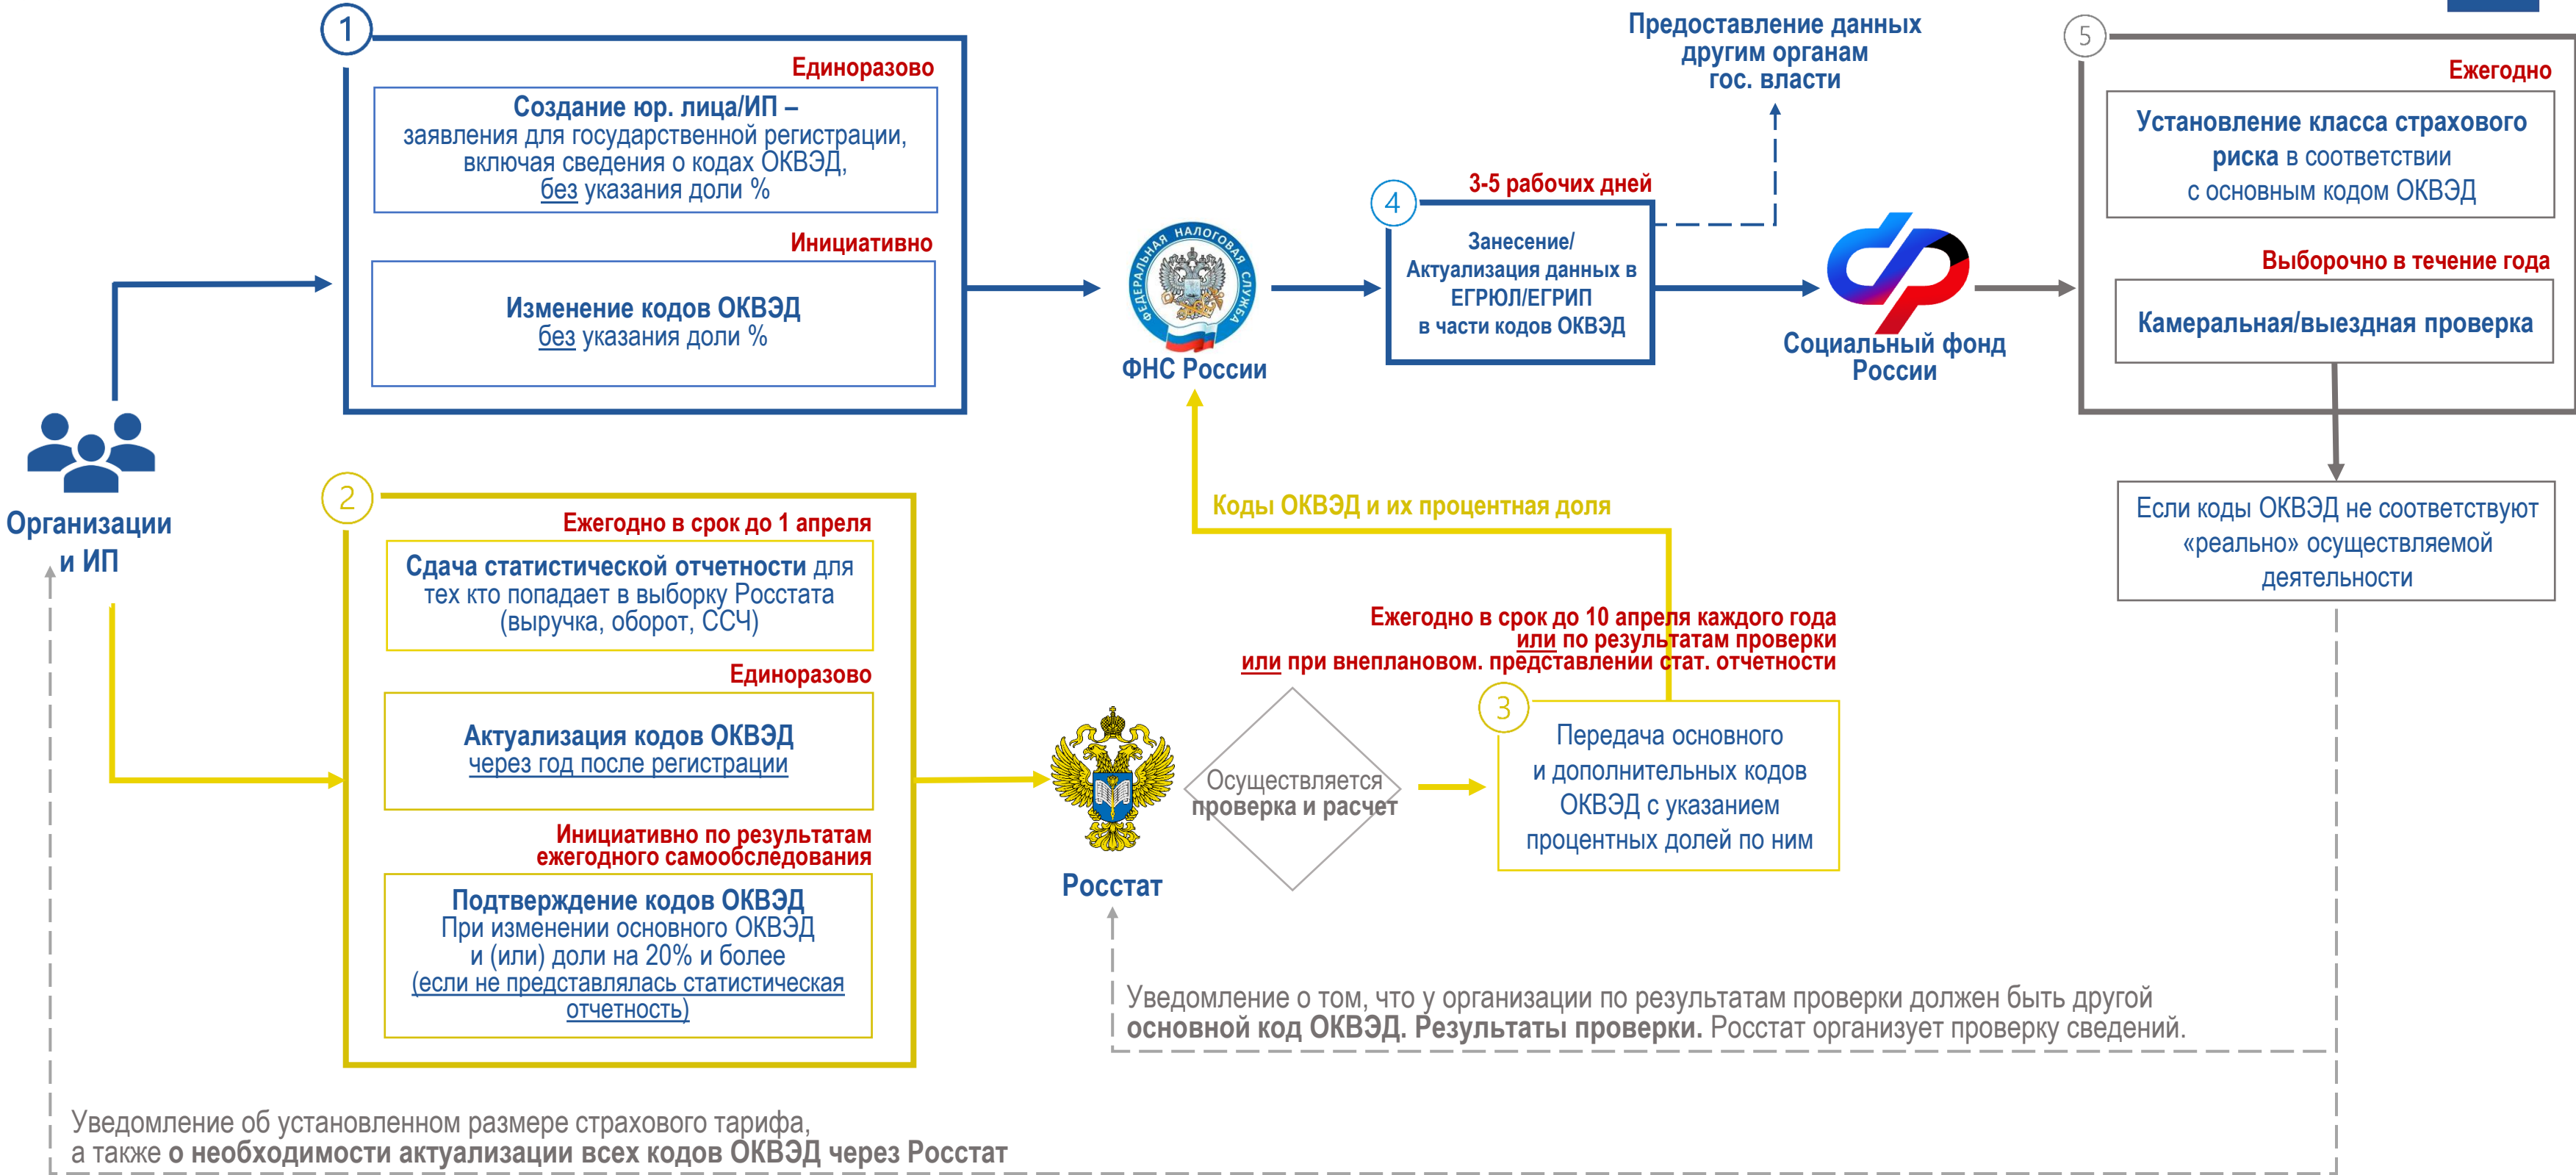 1
Единоразово
Создание юр. лица/ИП –
заявления для государственной регистрации,
включая сведения о кодах ОКВЭД,
без указания доли %
Инициативно
Изменение кодов ОКВЭД
без указания доли %
Организации
и ИП
2
Ежегодно в срок до 1 апреля
Сдача статистической отчетности для
тех кто попадает в выборку Росстата
(выручка, оборот, ССЧ)
Единоразово
Актуализация кодов ОКВЭД
через год после регистрации
Инициативно по результатам
ежегодного самообследования
Подтверждение кодов ОКВЭД
При изменении основного ОКВЭД
и (или) доли на 20% и более
(если не представлялась статистическая
отчетность)
ФЕДЕРАЛЬНАЯ НАЛОГОВАЯ СЛУЖБА
ФНС России
Росстат
Осуществляется
проверка и расчет
Коды ОКВЭД и их процентная доля
Ежегодно в срок до 10 апреля каждого года
или по результатам проверки
или при внеплановом. представлении стат. отчетности
3
Передача основного
и дополнительных кодов
ОКВЭД с указанием
процентных долей по ним
4
3-5 рабочих дней
Занесение/
Актуализация данных в
ЕГРЮЛ/ЕГРИП
в части кодов ОКВЭД
Предоставление данных
другим органам
гос. власти
Социальный фонд
России
5
Ежегодно
Установление класса страхового
риска в соответствии
с основным кодом ОКВЭД
Выборочно в течение года
Камеральная/выездная проверка
Если коды ОКВЭД не соответствуют
«реально» осуществляемой
деятельности
Уведомление о том, что у организации по результатам проверки должен быть другой
основной код ОКВЭД. Результаты проверки. Росстат организует проверку сведений.
Уведомление об установленном размере страхового тарифа,
а также о необходимости актуализации всех кодов ОКВЭД через Росстат